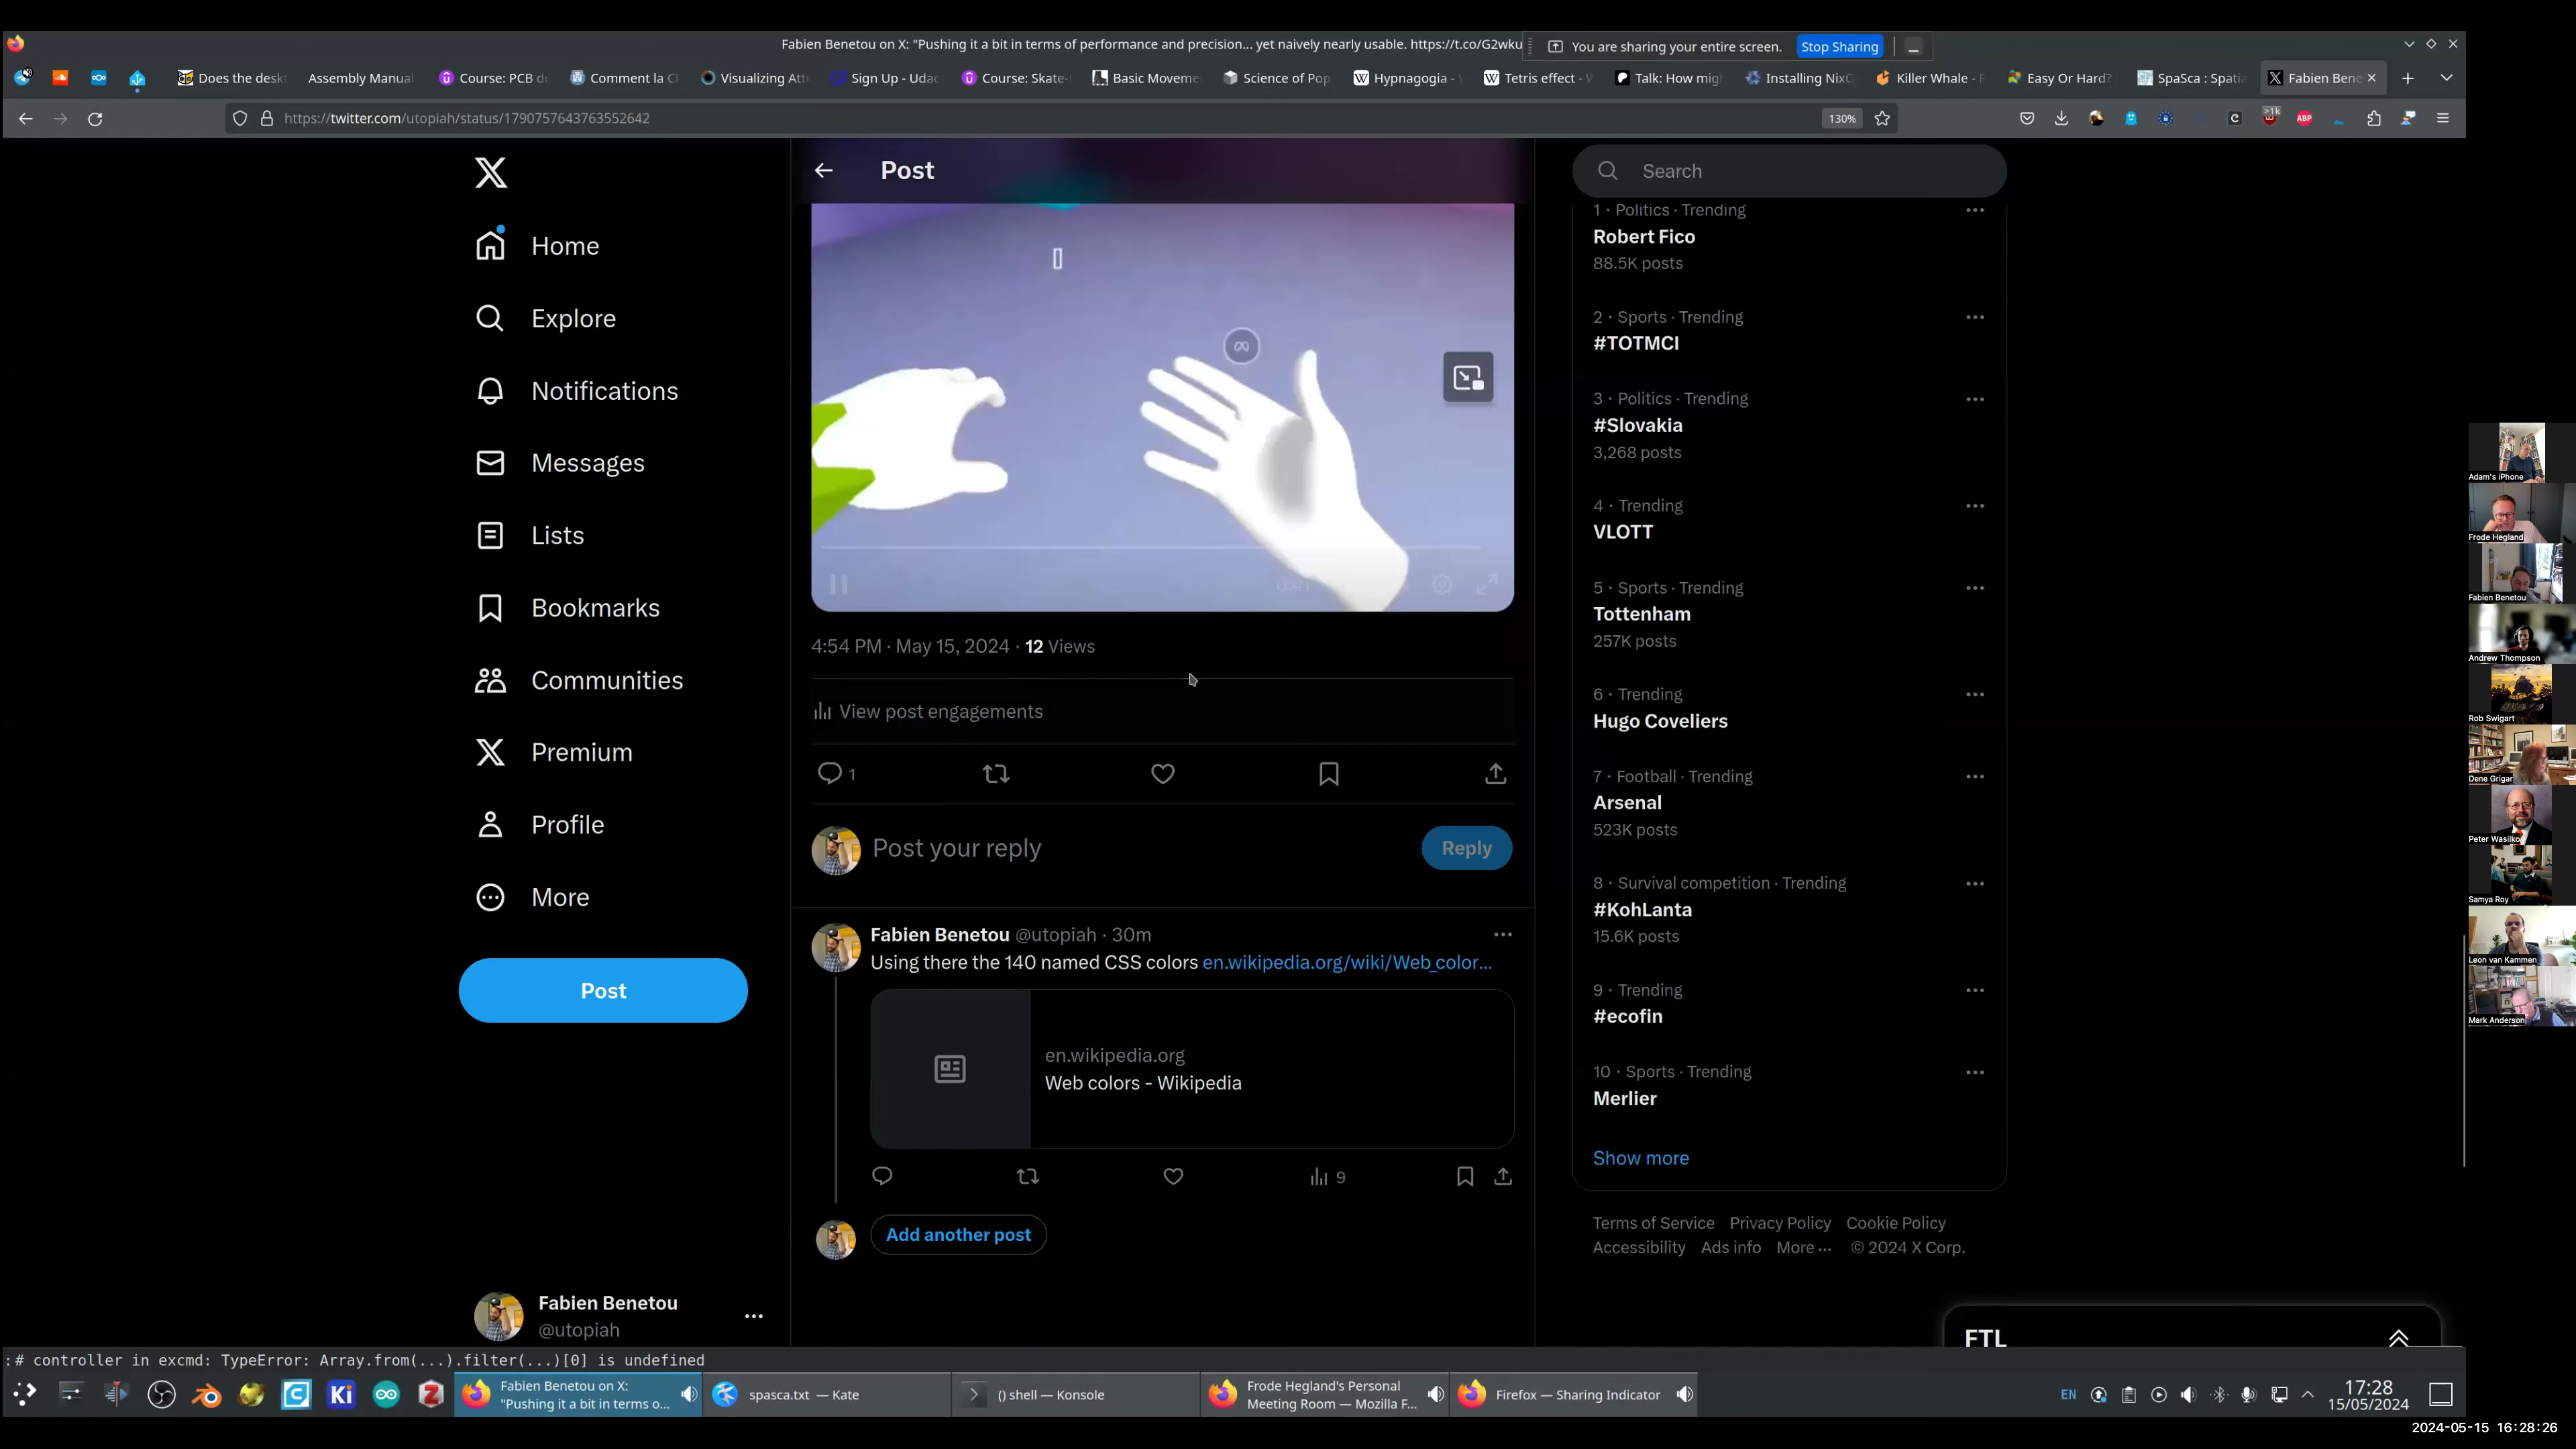 Fabien Benetou on X: "Pushing it a bit in terms of performance and precision... yet naively nearly usable. https://t.co/G2wku
You are sharing your entire screen.
Stop Sharing
Does the desk
Assembly Manual
Course: PCB d
Comment la C
Visualizing Att
Sign Up - Udac
Course: Skate-
Basic Moveme
Science of Pop
Hypnagogia -
Tetris effect -
Talk: How mig
Installing NixO
Killer Whale -
Easy Or Hard?
SpaSca : Spatia
Fabien Bene
https://twitter.com/utopiah/status/1790757643763552642
130%
>1k
ABP
Post
Search
Home
Explore
Notifications
Messages
Lists
Bookmarks
Communities
Premium
Profile
More
Post
Fabien Benetou
@utopiah
4:54 PM · May 15, 2024 · 12 Views
View post engagements
1
Post your reply
Reply
Fabien Benetou @utopiah · 30m
Using there the 140 named CSS colors en.wikipedia.org/wiki/Web_color...
en.wikipedia.org
Web colors - Wikipedia
9
Add another post
1 · Politics · Trending
Robert Fico
88.5K posts
2 · Sports · Trending
#TOTMCI
3 · Politics · Trending
#Slovakia
3,268 posts
4 · Trending
VLOTT
5 · Sports · Trending
Tottenham
257K posts
6 · Trending
Hugo Coveliers
7 · Football · Trending
Arsenal
523K posts
8 · Survival competition · Trending
#KohLanta
15.6K posts
9 · Trending
#ecofin
10 · Sports · Trending
Merlier
Show more
Terms of Service Privacy Policy Cookie Policy
Accessibility Ads info More ··· © 2024 X Corp.
FTL
Adam's iPhone
Frode Hegland
Fabien Benetou
Andrew Thompson
Rob Swigart
Dene Grigar
Peter Wasilko
Samya Roy
Leon van Kammen
Mark Anderson
:# controller in excmd: TypeError: Array.from(...).filter(...)[0] is undefined
Ki
Fabien Benetou on X:
"Pushing it a bit in terms o...
spasca.txt — Kate
() shell — Konsole
Frode Hegland's Personal
Meeting Room — Mozilla F...
Firefox — Sharing Indicator
EN
17:28
15/05/2024
2024-05-15 16:28:26